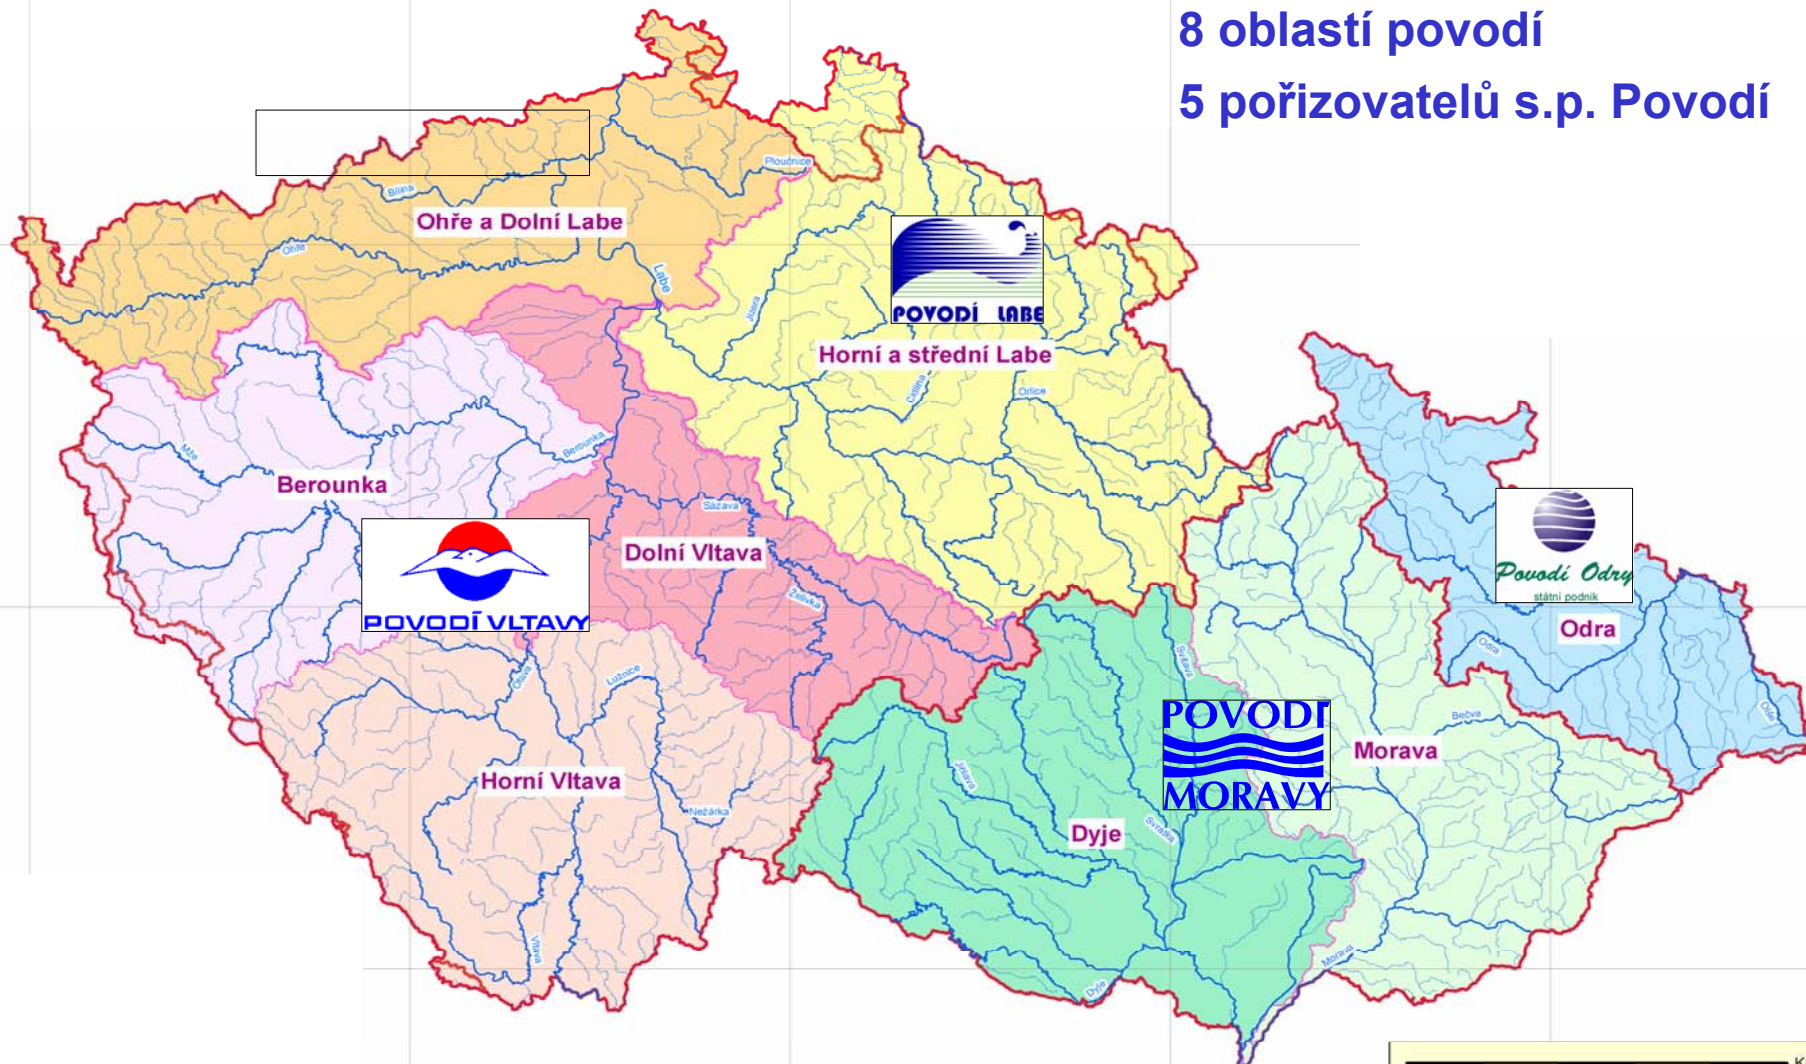 8 oblastí povodí
5 pořizovatelů s.p. Povodí
Ploučnice
Bílina
Ohře a Dolní Labe
Ohře
Labe
Jizera
POVODÍ LABE
Horní a střední Labe
Cidlina
Orlice
Mže
Berounka
Berounka
Sázava
Dolní Vltava
Želivka
POVODÍ VLTAVY
Povodí Odry
státní podnik
Odra
Odra
Olše
Otava
Lužnice
Svitava
POVODÍ
MORAVY
Bečva
Morava
Horní Vltava
Nežárka
Jihlava
Svratka
Dyje
Vltava
Morava
Dyje
K